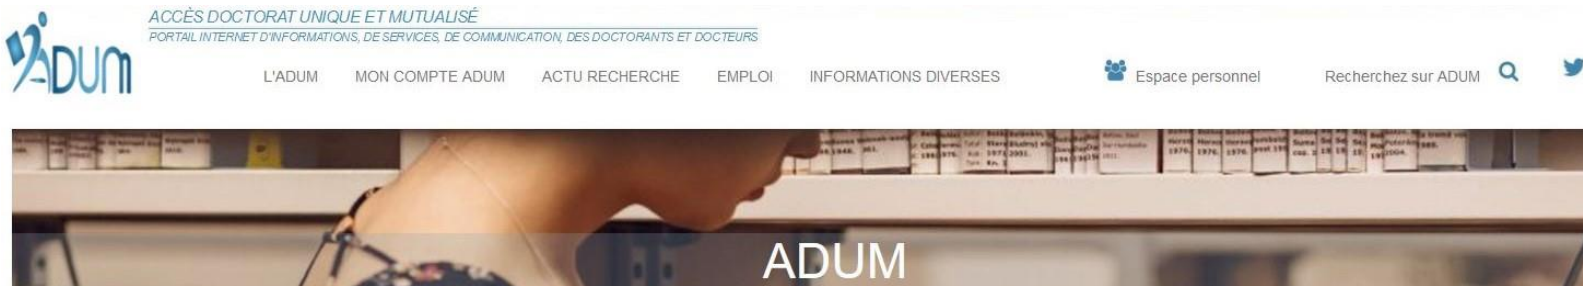 ACCÈS DOCTORAT UNIQUE ET MUTUALISÉ
PORTAIL INTERNET D'INFORMATIONS, DE SERVICES, DE COMMUNICATION, DES DOCTORANTS ET DOCTEURS
ADUM
L'ADUM MON COMPTE ADUM ACTU RECHERCHE EMPLOI INFORMATIONS DIVERSES Espace personnel Recherchez sur ADUM
ADUM